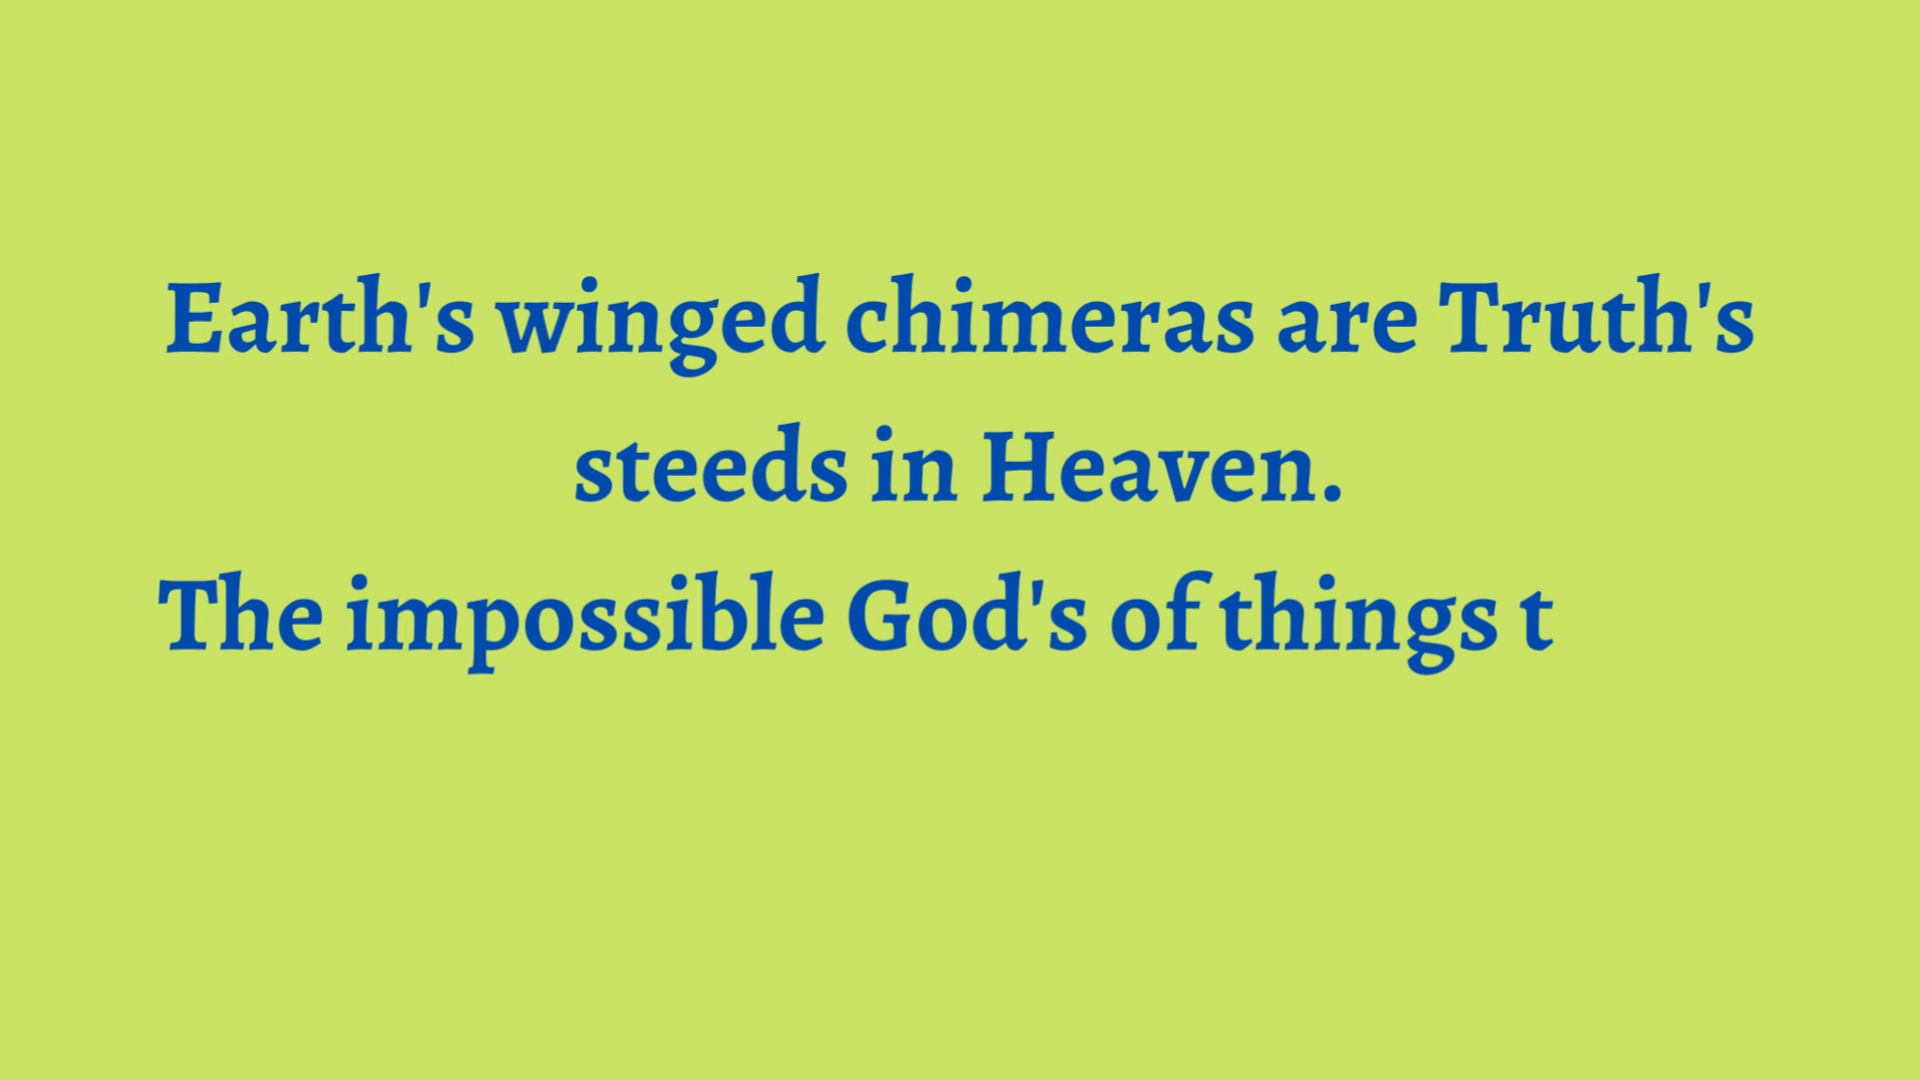 Earth's winged chimeras are Truth's
steeds in Heaven.
The impossible God's of things t